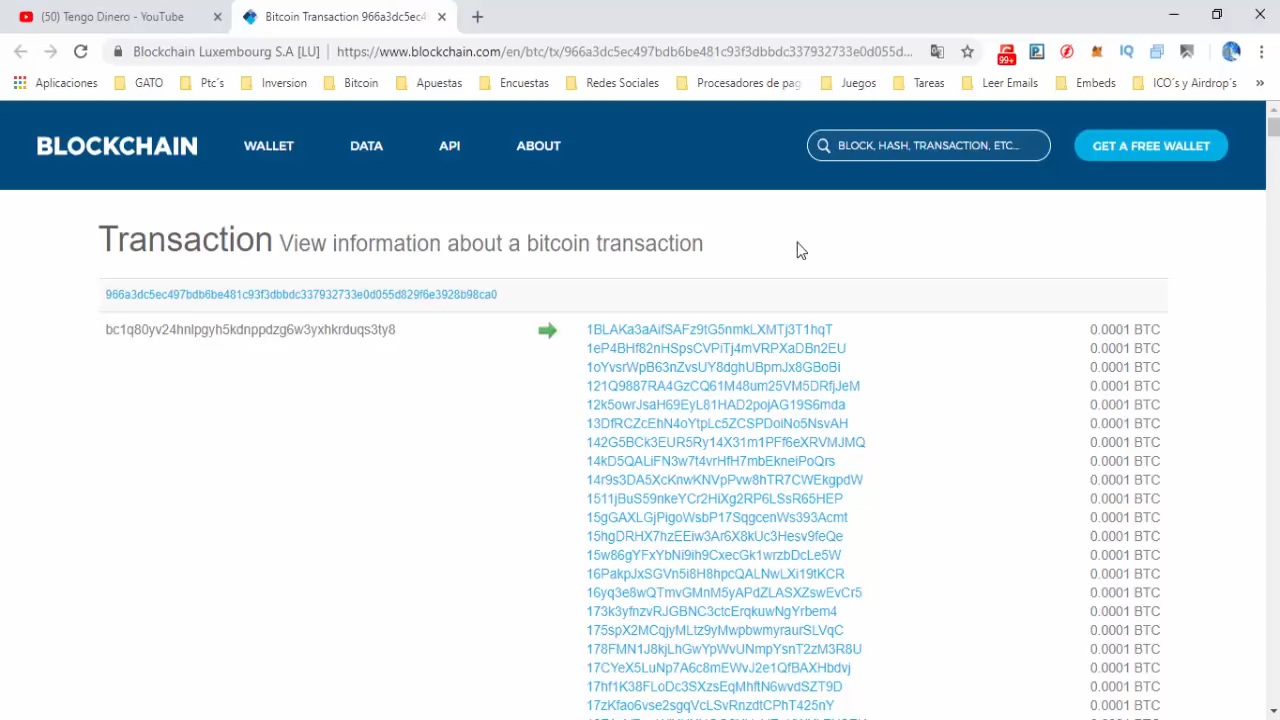 (50) Tengo Dinero - YouTube
Bitcoin Transaction 966a3dc5ec4
Blockchain Luxembourg S.A [LU] https://www.blockchain.com/en/btc/tx/966a3dc5ec497bdb6be481c93f3dbbdc337932733e0d055d...
99+
IQ
Aplicaciones GATO Ptc´s Inversion Bitcoin Apuestas Encuestas Redes Sociales Procesadores de pag Juegos Tareas Leer Emails Embeds ICO´s y Airdrop´s
BLOCKCHAIN WALLET DATA API ABOUT BLOCK, HASH, TRANSACTION, ETC... GET A FREE WALLET
Transaction View information about a bitcoin transaction
966a3dc5ec497bdb6be481c93f3dbbdc337932733e0d055d829f6e3928b98ca0
bc1q80yv24hnlpgyh5kdnppdzg6w3yxhkrduqs3ty8 1BLAKa3aAifSAFz9tG5nmkLXMTj3T1hqT 0.0001 BTC
1eP4BHf82nHSpsCVPiTj4mVRPXaDBn2EU 0.0001 BTC
1oYvsrWpB63nZvsUY8dghUBpmJx8GBoBi 0.0001 BTC
121Q9887RA4GzCQ61M48um25VM5DRfjJeM 0.0001 BTC
12k5owrJsaH69EyL81HAD2pojAG19S6mda 0.0001 BTC
13DfRCZcEhN4oYtpLc5ZCSPDoiNo5NsvAH 0.0001 BTC
142G5BCk3EUR5Ry14X31m1PFf6eXRVMJMQ 0.0001 BTC
14kD5QALiFN3w7t4vrHfH7mbEkneiPoQrs 0.0001 BTC
14r9s3DA5XcKnwKNVpPvw8hTR7CWEkgpdW 0.0001 BTC
1511jBuS59nkeYCr2HiXg2RP6LSsR65HEP 0.0001 BTC
15gGAXLGjPigoWsbP17SqgcenWs393Acmt 0.0001 BTC
15hgDRHX7hzEEiw3Ar6X8kUc3Hesv9feQe 0.0001 BTC
15w86gYFxYbNi9ih9CxecGk1wrzbDcLe5W 0.0001 BTC
16PakpJxSGVn5i8H8hpcQALNwLXi19tKCR 0.0001 BTC
16yq3e8wQTmvGMnM5yAPdZLASXZswEvCr5 0.0001 BTC
173k3yfnzvRJGBNC3ctcErqkuwNgYrbem4 0.0001 BTC
175spX2MCqjyMLtz9yMwpbwmyraurSLVqC 0.0001 BTC
178FMN1J8kjLhGwYpWvUNmpYsnT2zM3R8U 0.0001 BTC
17CYeX5LuNp7A6c8mEWvJ2e1QfBAXHbdvj 0.0001 BTC
17hf1K38FLoDc3SXzsEqMhftN6wvdSZT9D 0.0001 BTC
17zKfao6vse2sgqVcLSvRnzdtCPhT425nY 0.0001 BTC